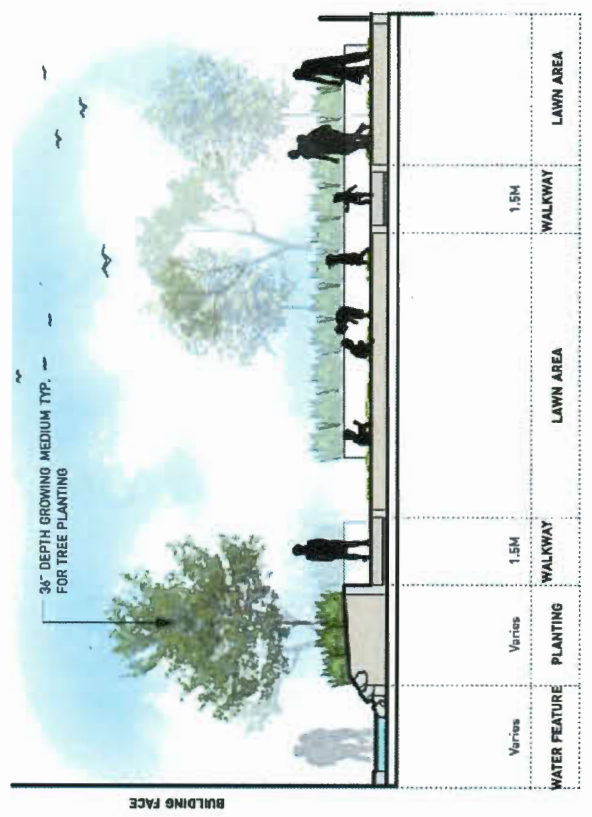 36" DEPTH GROWING MEDIUM TYP.
FOR TREE PLANTING
BUILDING FACE
Varies
Varies
1.5M
1.5M
WATER FEATURE
PLANTING
WALKWAY
LAWN AREA
WALKWAY
LAWN AREA